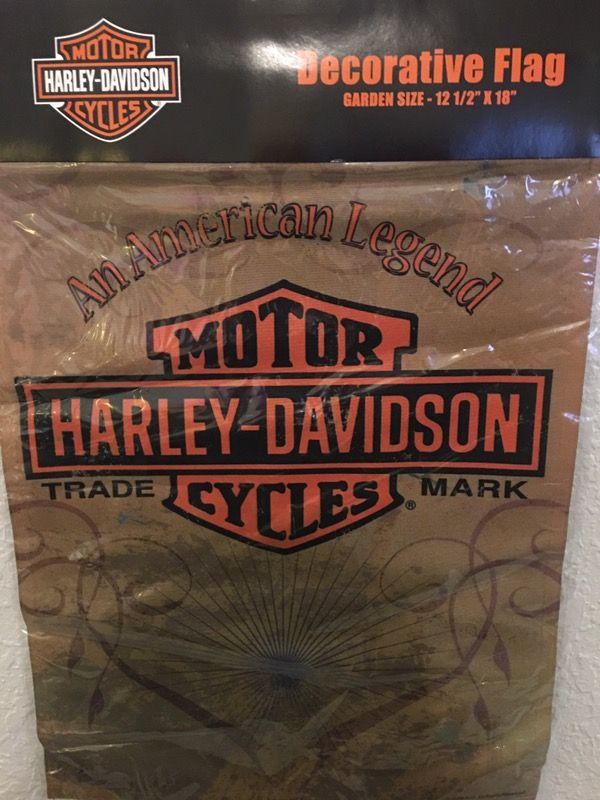 MOTOR
HARLEY-DAVIDSON
CYCLES
Decorative Flag
GARDEN SIZE - 12 1/2" X 18"
An American Legend
MOTOR
HARLEY-DAVIDSON
TRADE MARK
CYCLES®